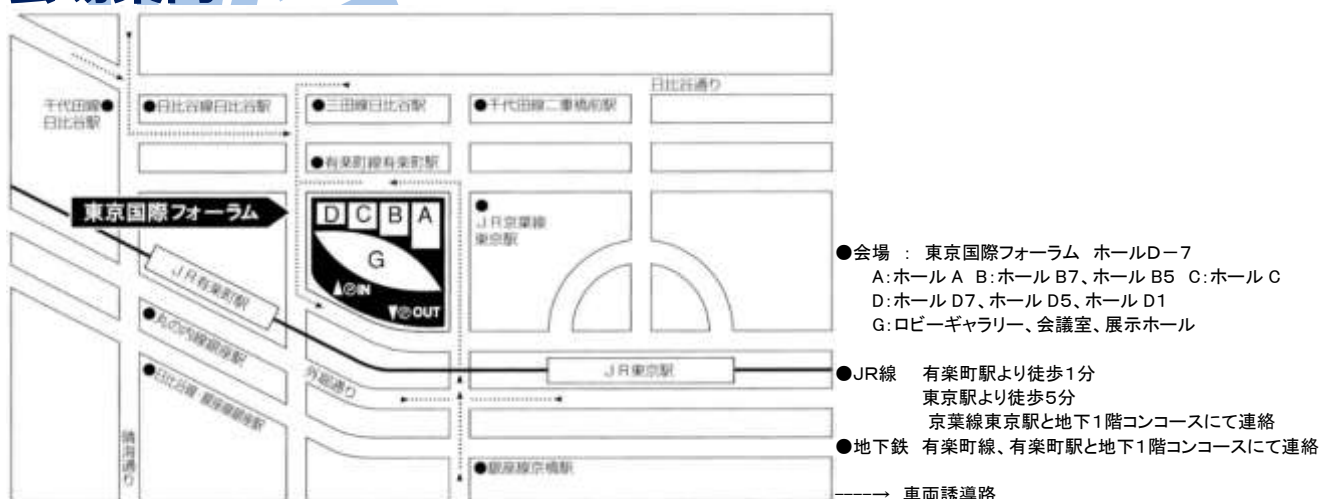 会場案内
日比谷通り
千代田線●
日比谷駅
●日比谷線日比谷駅
●三田線日比谷駅
●千代田線二重橋前駅
●有楽町線有楽町駅
東京国際フォーラム
D C B A
G
IN
OUT
●
JR京葉線
東京駅
JR有楽町駅
●丸の内線銀座駅
●日比谷線 銀座線銀座駅
外堀通り
JR東京駅
晴海通り
●銀座線京橋駅
●会場 : 東京国際フォーラム ホールD－7
A:ホール A B:ホール B7、ホール B5 C:ホール C
D:ホール D7、ホール D5、ホール D1
G:ロビーギャラリー、会議室、展示ホール
●JR線 有楽町駅より徒歩1分
東京駅より徒歩5分
京葉線東京駅と地下1階コンコースにて連絡
●地下鉄 有楽町線、有楽町駅と地下1階コンコースにて連絡
----→ 車両誘導路